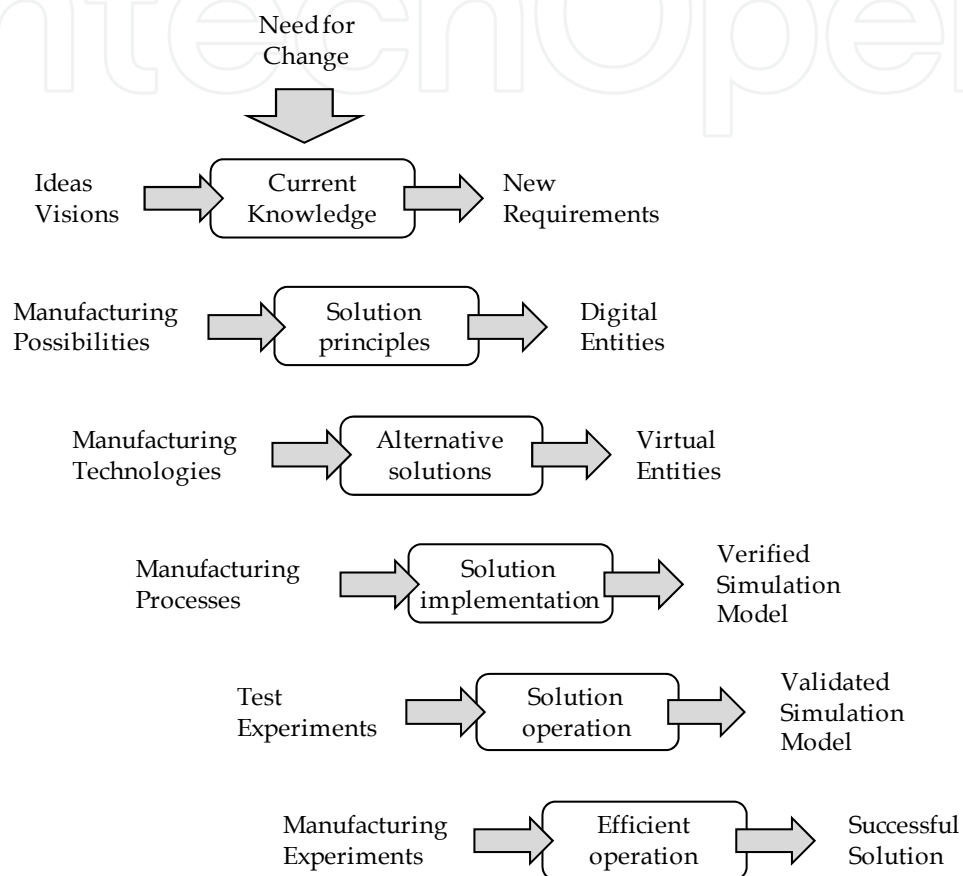 ntechOpen
Need for
Change
Ideas
Visions
Current
Knowledge
New
Requirements
Manufacturing
Possibilities
Solution
principles
Digital
Entities
Manufacturing
Technologies
Alternative
solutions
Virtual
Entities
Manufacturing
Processes
Solution
implementation
Verified
Simulation
Model
Test
Experiments
Solution
operation
Validated
Simulation
Model
Manufacturing
Experiments
Efficient
operation
Successful
Solution